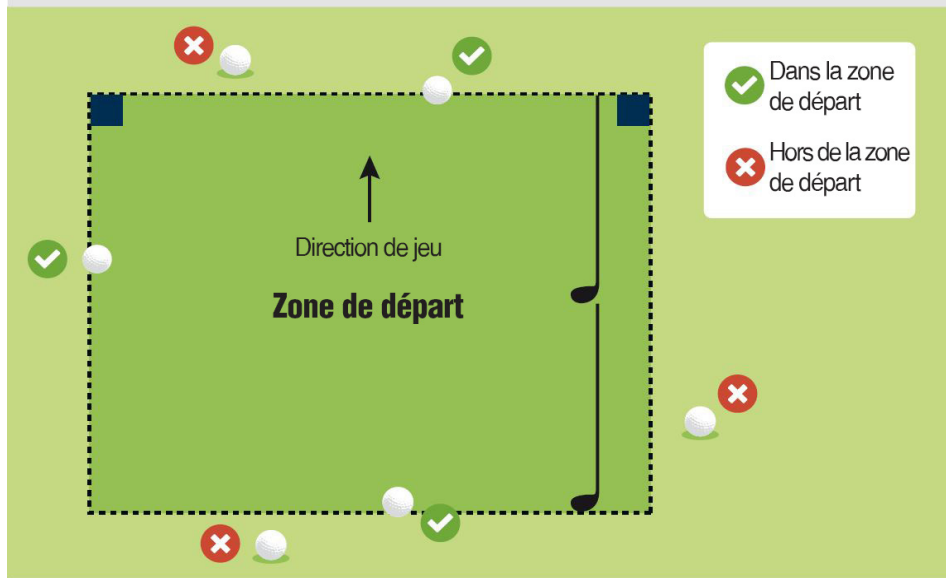 Dans la zone
de départ
Hors de la zone
de départ
Direction de jeu
Zone de départ